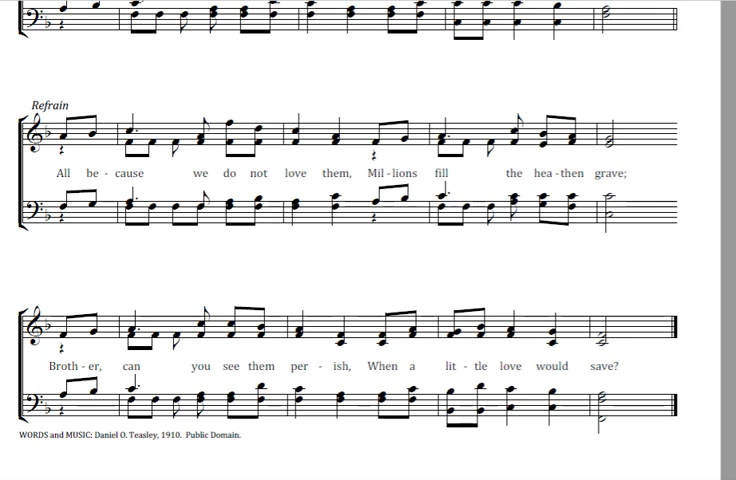 Refrain
All be - cause we do not love them, Mil - lions fill the hea - then grave;
Broth - er, can you see them per - ish, When a lit - tle love would save?
WORDS and MUSIC: Daniel O. Teasley, 1910. Public Domain.